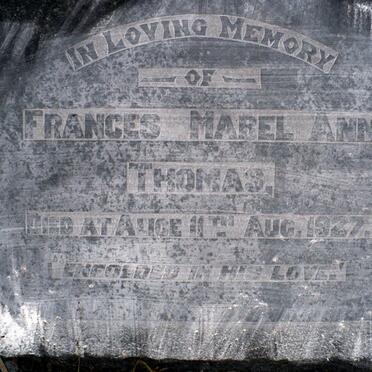 IN LOVING MEMORY
OF
FRANCES MABEL ANN
THOMAS,
DIED AT ALICE 11TH AUG. 1927.
"ENFOLDED IN HIS LOVE."